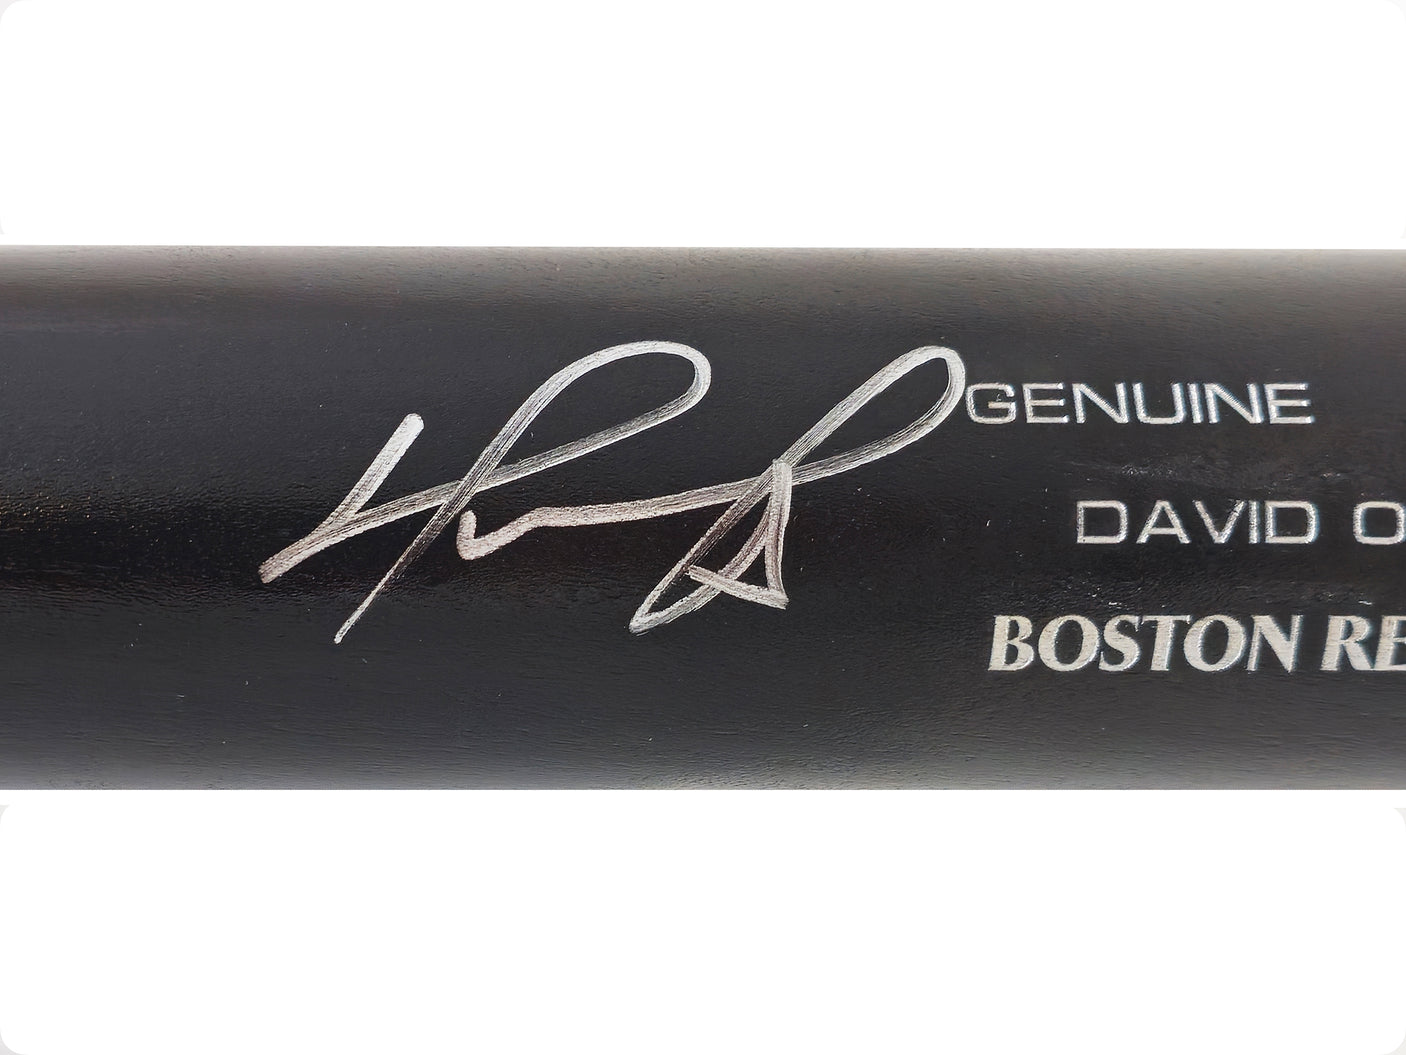 GENUINE
DAVID O
BOSTON RE